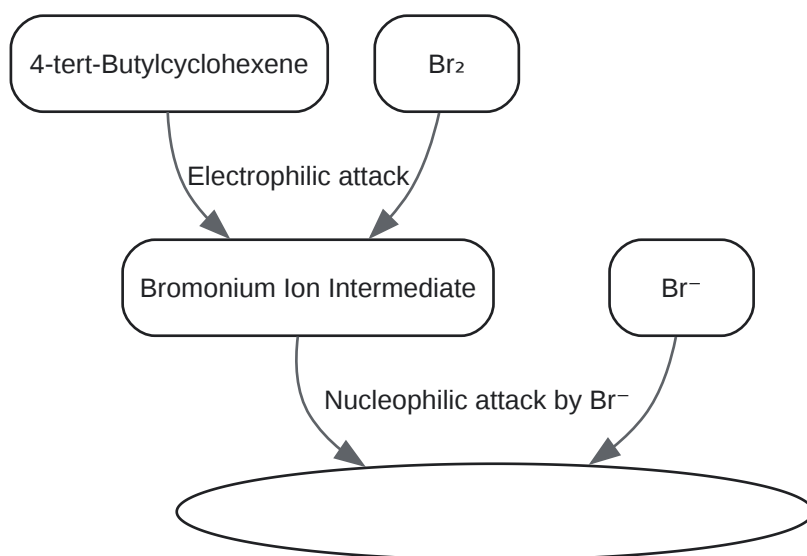 4-tert-Butylcyclohexene
Br₂
Electrophilic attack
Bromonium Ion Intermediate
Br⁻
Nucleophilic attack by Br⁻